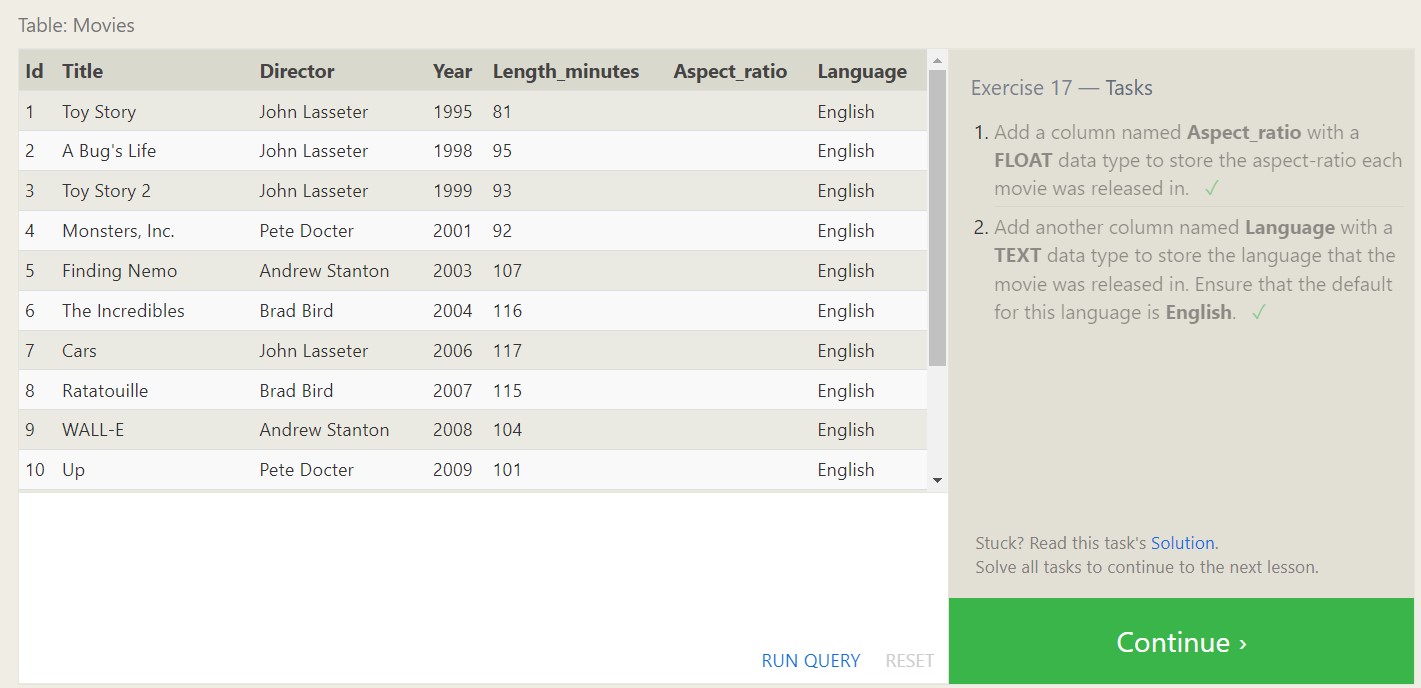 Table: Movies
Id Title Director Year Length_minutes Aspect_ratio Language
1 Toy Story John Lasseter 1995 81 English
2 A Bug's Life John Lasseter 1998 95 English
3 Toy Story 2 John Lasseter 1999 93 English
4 Monsters, Inc. Pete Docter 2001 92 English
5 Finding Nemo Andrew Stanton 2003 107 English
6 The Incredibles Brad Bird 2004 116 English
7 Cars John Lasseter 2006 117 English
8 Ratatouille Brad Bird 2007 115 English
9 WALL-E Andrew Stanton 2008 104 English
10 Up Pete Docter 2009 101 English
RUN QUERY RESET
Exercise 17 — Tasks
1. Add a column named Aspect_ratio with a
FLOAT data type to store the aspect-ratio each
movie was released in. ✓
2. Add another column named Language with a
TEXT data type to store the language that the
movie was released in. Ensure that the default
for this language is English. ✓
Stuck? Read this task's Solution.
Solve all tasks to continue to the next lesson.
Continue ›